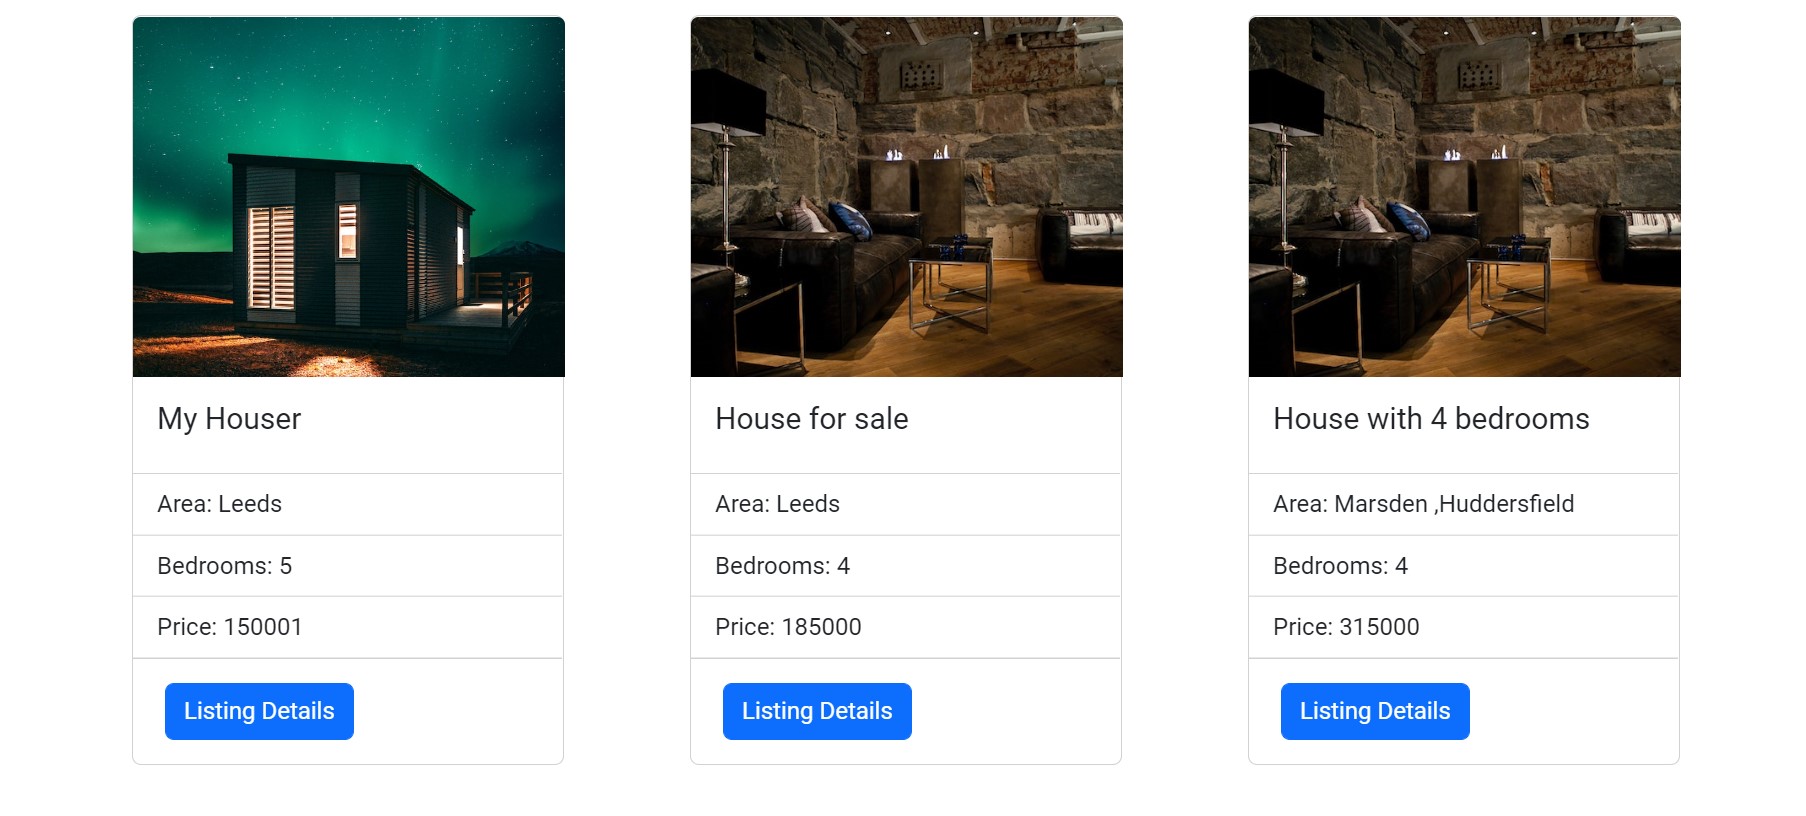 My Houser
Area: Leeds
Bedrooms: 5
Price: 150001
Listing Details
House for sale
Area: Leeds
Bedrooms: 4
Price: 185000
Listing Details
House with 4 bedrooms
Area: Marsden ,Huddersfield
Bedrooms: 4
Price: 315000
Listing Details